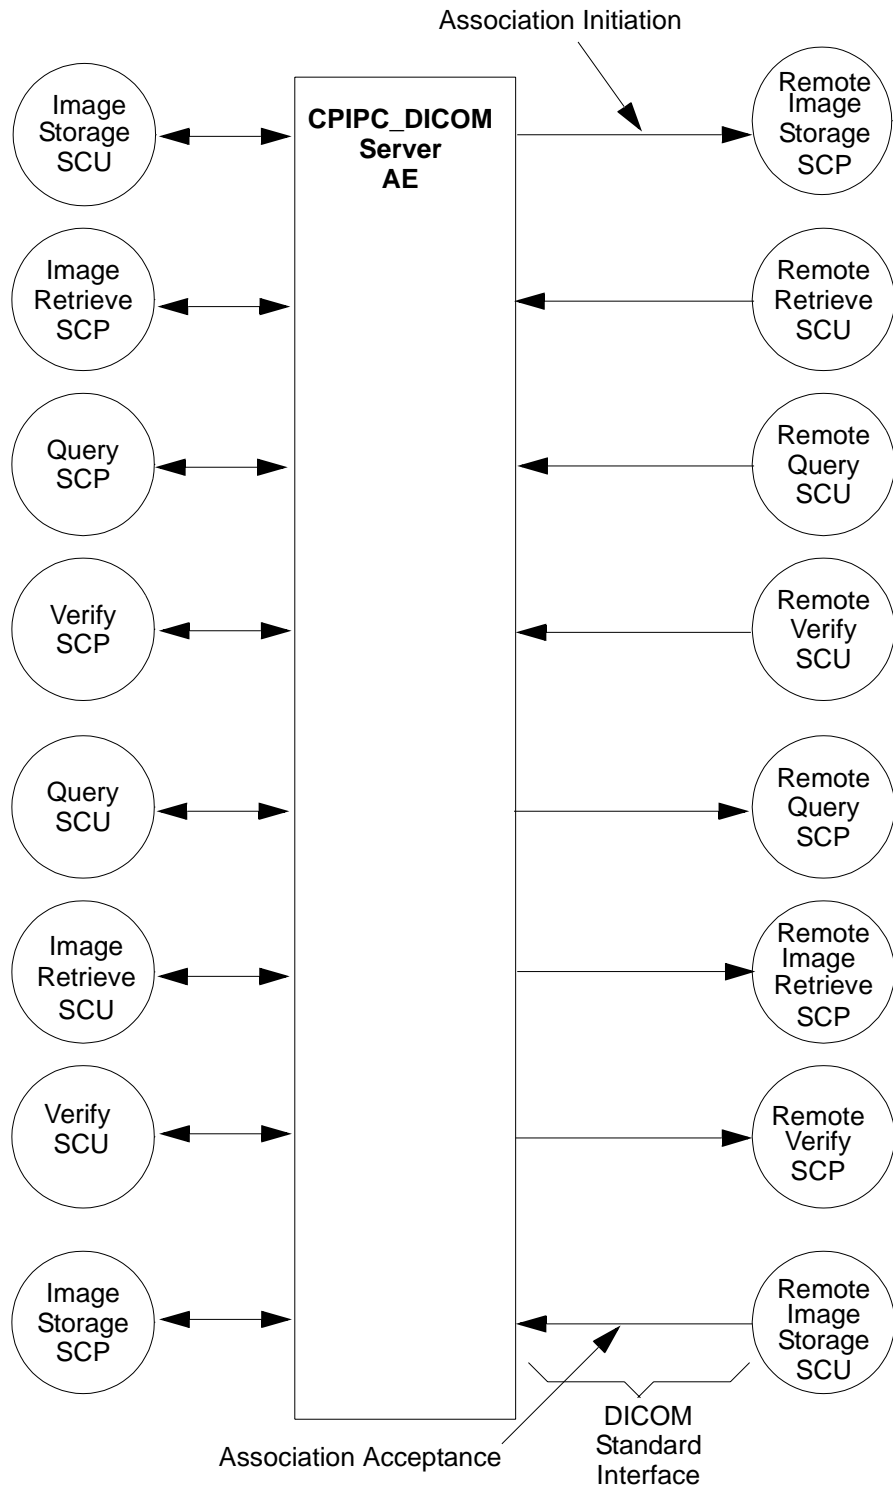 Association Initiation
Image
Storage
SCU
CPIPC_DICOM
Server
AE
Remote
Image
Storage
SCP
Image
Retrieve
SCP
Remote
Retrieve
SCU
Query
SCP
Remote
Query
SCU
Verify
SCP
Remote
Verify
SCU
Query
SCU
Remote
Query
SCP
Image
Retrieve
SCU
Remote
Image
Retrieve
SCP
Verify
SCU
Remote
Verify
SCP
Image
Storage
SCP
Remote
Image
Storage
SCU
Association Acceptance
DICOM
Standard
Interface